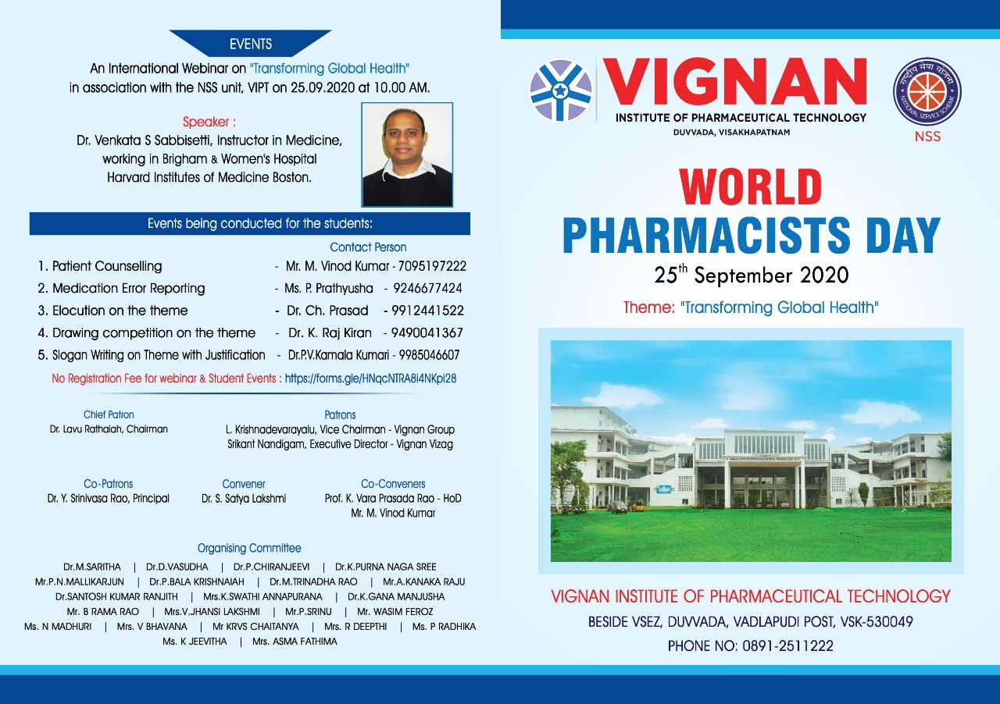 EVENTS
An International Webinar on "Transforming Global Health"
in association with the NSS unit, VIPT on 25.09.2020 at 10.00 AM.
Speaker :
Dr. Venkata S Sabbisetti, Instructor in Medicine,
working in Brigham & Women's Hospital
Harvard Institutes of Medicine Boston.
Events being conducted for the students:
Contact Person
1. Patient Counselling - Mr. M. Vinod Kumar - 7095197222
2. Medication Error Reporting - Ms. P. Prathyusha - 9246677424
3. Elocution on the theme - Dr. Ch. Prasad - 9912441522
4. Drawing competition on the theme - Dr. K. Raj Kiran - 9490041367
5. Slogan Writing on Theme with Justification - Dr.P.V.Kamala Kumari - 9985046607
No Registration Fee for webinar & Student Events : https://forms.gle/HNqcNTRA8i4NKpi28
Chief Patron
Dr. Lavu Rathaiah, Chairman
Patrons
L. Krishnadevarayalu, Vice Chairman - Vignan Group
Srikant Nandigam, Executive Director - Vignan Vizag
Co-Patrons
Dr. Y. Srinivasa Rao, Principal
Convener
Dr. S. Satya Lakshmi
Co-Conveners
Prof. K. Vara Prasada Rao - HoD
Mr. M. Vinod Kumar
Organising Committee
Dr.M.SARITHA | Dr.D.VASUDHA | Dr.P.CHIRANJEEVI | Dr.K.PURNA NAGA SREE
Mr.P.N.MALLIKARJUN | Dr.P.BALA KRISHNAIAH | Dr.M.TRINADHA RAO | Mr.A.KANAKA RAJU
Dr.SANTOSH KUMAR RANJITH | Mrs.K.SWATHI ANNAPURANA | Dr.K.GANA MANJUSHA
Mr. B RAMA RAO | Mrs.V.JHANSI LAKSHMI | Mr.P.SRINU | Mr. WASIM FEROZ
Ms. N MADHURI | Mrs. V BHAVANA | Mr KRVS CHAITANYA | Mrs. R DEEPTHI | Ms. P RADHIKA
Ms. K JEEVITHA | Mrs. ASMA FATHIMA
VIGNAN
INSTITUTE OF PHARMACEUTICAL TECHNOLOGY
DUVVADA, VISAKHAPATNAM
राष्ट्रीय सेवा योजना
NATIONAL SERVICE SCHEME
NSS
WORLD
PHARMACISTS DAY
25th September 2020
Theme: "Transforming Global Health"
VIGNAN INSTITUTE OF PHARMACEUTICAL TECHNOLOGY
VIGNAN INSTITUTE OF PHARMACEUTICAL TECHNOLOGY
BESIDE VSEZ, DUVVADA, VADLAPUDI POST, VSK-530049
PHONE NO: 0891-2511222